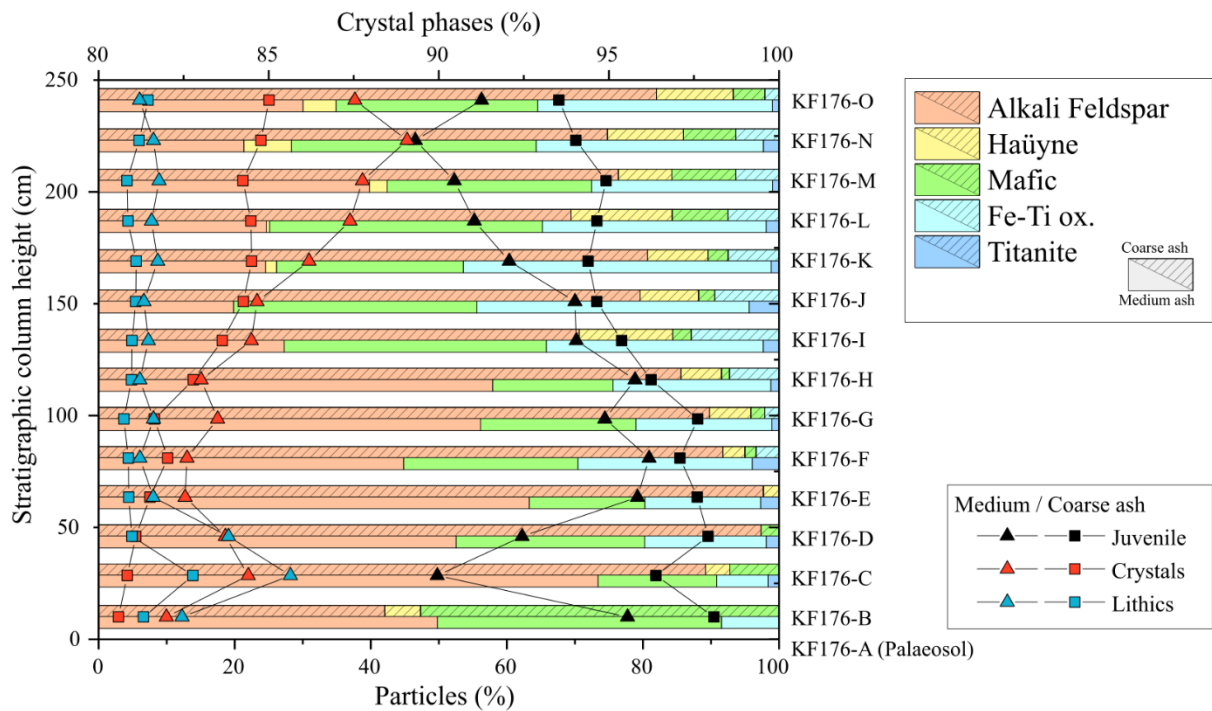 Crystal phases (%)
80 85 90 95 100
Stratigraphic column height (cm)
250
200
150
100
50
0
KF176-O
KF176-N
KF176-M
KF176-L
KF176-K
KF176-J
KF176-I
KF176-H
KF176-G
KF176-F
KF176-E
KF176-D
KF176-C
KF176-B
KF176-A (Palaeosol)
0 20 40 60 80 100
Particles (%)
Alkali Feldspar
Haüyne
Mafic
Fe-Ti ox.
Titanite
Coarse ash
Medium ash
Medium / Coarse ash
Juvenile
Crystals
Lithics